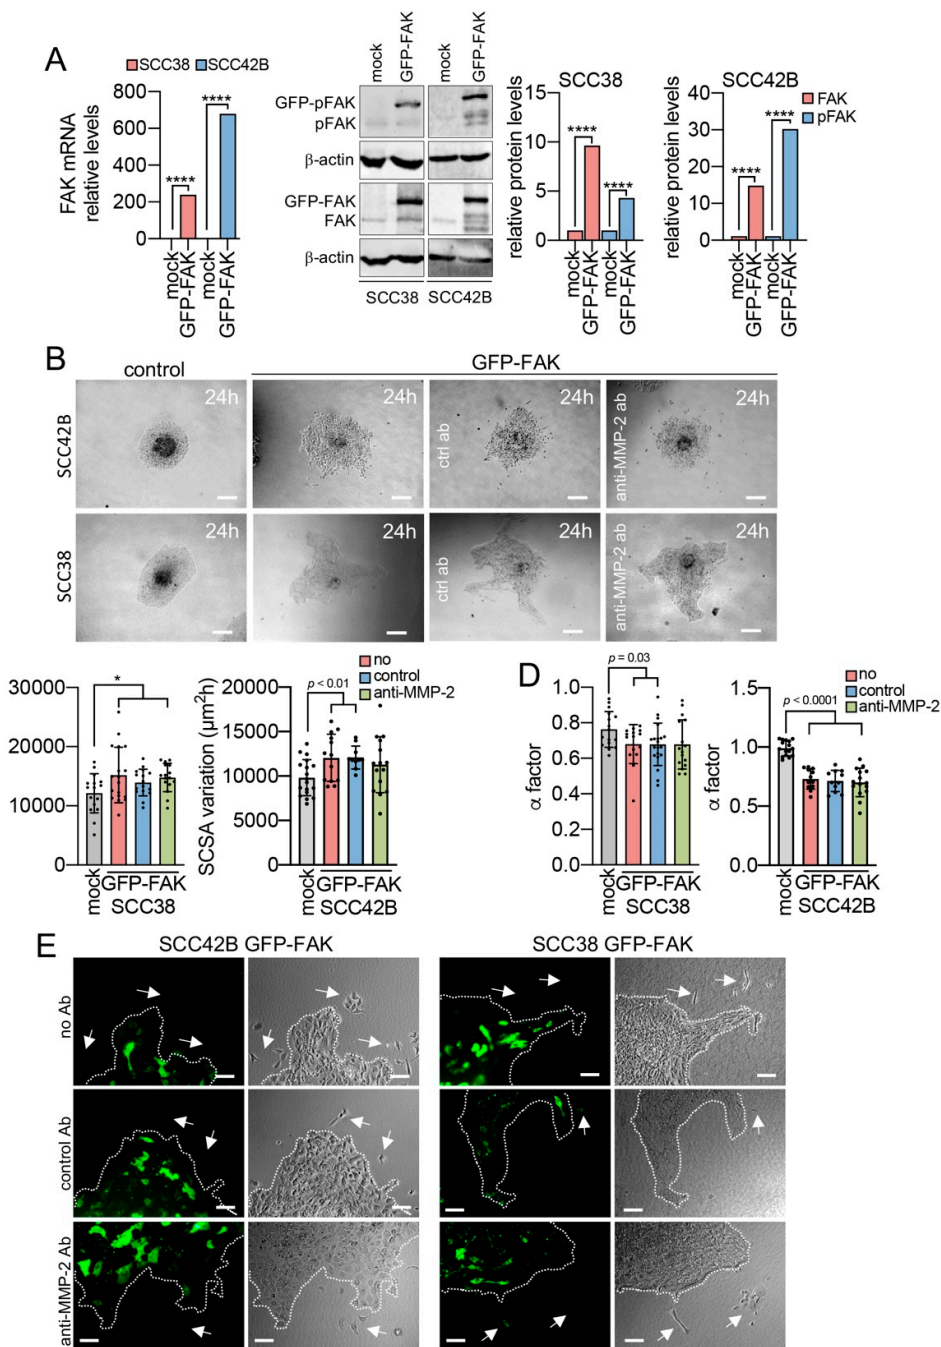 A
SCC38 SCC42B
FAK mRNA
relative levels
800
600
400
200
0
**** ****
mock
GFP-FAK
mock
GFP-FAK
mock
GFP-FAK
mock
GFP-FAK
GFP-pFAK
pFAK
β-actin
GFP-FAK
FAK
β-actin
SCC38 SCC42B
SCC38
relative protein levels
15
10
5
0
**** ****
mock
GFP-FAK
mock
GFP-FAK
SCC42B
relative protein levels
40
30
20
10
0
**** ****
mock
GFP-FAK
mock
GFP-FAK
FAK
pFAK
B
control
GFP-FAK
SCC42B
24h
24h
ctrl ab
24h
anti-MMP-2 ab
24h
SCC38
24h
24h
ctrl ab
24h
anti-MMP-2 ab
24h
30000
20000
10000
0
*
mock
GFP-FAK
SCC38
SCSA variation (μm²h)
20000
15000
10000
5000
0
p < 0.01
no
control
anti-MMP-2
mock
GFP-FAK
SCC42B
D
α factor
1.0
0.8
0.6
0.4
0.2
0.0
p = 0.03
mock
GFP-FAK
SCC38
α factor
1.5
1.0
0.5
0.0
p < 0.0001
no
control
anti-MMP-2
mock
GFP-FAK
SCC42B
E
SCC42B GFP-FAK
SCC38 GFP-FAK
no Ab
control Ab
anti-MMP-2 Ab